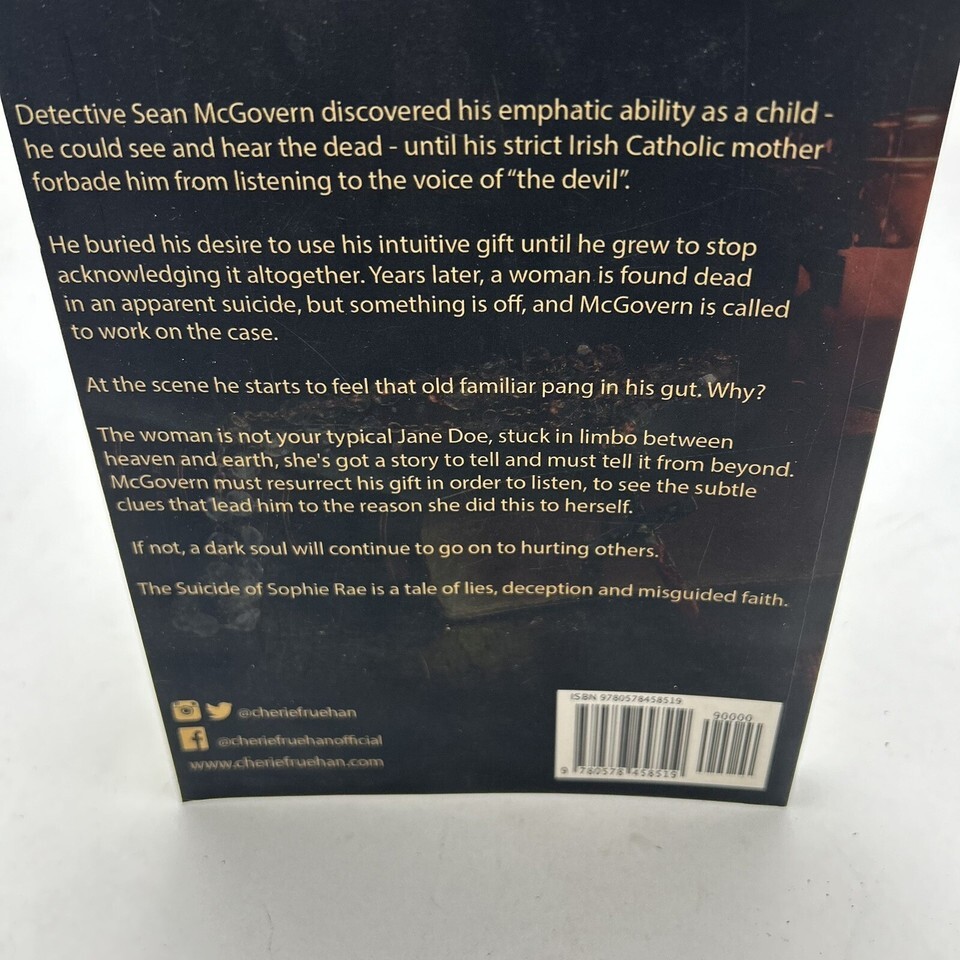 Detective Sean McGovern discovered his emphatic ability as a child -
he could see and hear the dead - until his strict Irish Catholic mother
forbade him from listening to the voice of "the devil".
He buried his desire to use his intuitive gift until he grew to stop
acknowledging it altogether. Years later, a woman is found dead
in an apparent suicide, but something is off, and McGovern is called
to work on the case.
At the scene he starts to feel that old familiar pang in his gut. Why?
The woman is not your typical Jane Doe, stuck in limbo between
heaven and earth, she's got a story to tell and must tell it from beyond.
McGovern must resurrect his gift in order to listen, to see the subtle
clues that lead him to the reason she did this to herself.
If not, a dark soul will continue to go on to hurting others.
The Suicide of Sophie Rae is a tale of lies, deception and misguided faith.
@cheriefruehan
@cheriefruehanofficial
www.cheriefruehan.com
ISBN 9780578458519
90000
9 780578 458519